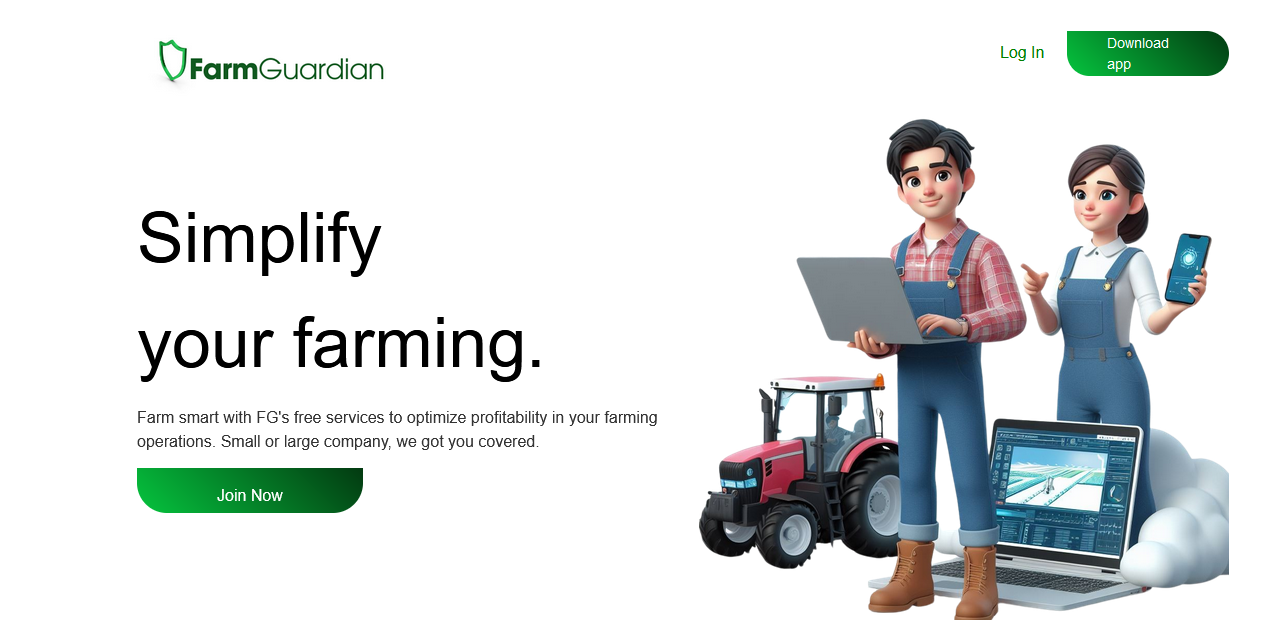 FarmGuardian
Log In
Download
app
Simplify
your farming.
Farm smart with FG's free services to optimize profitability in your farming
operations. Small or large company, we got you covered.
Join Now